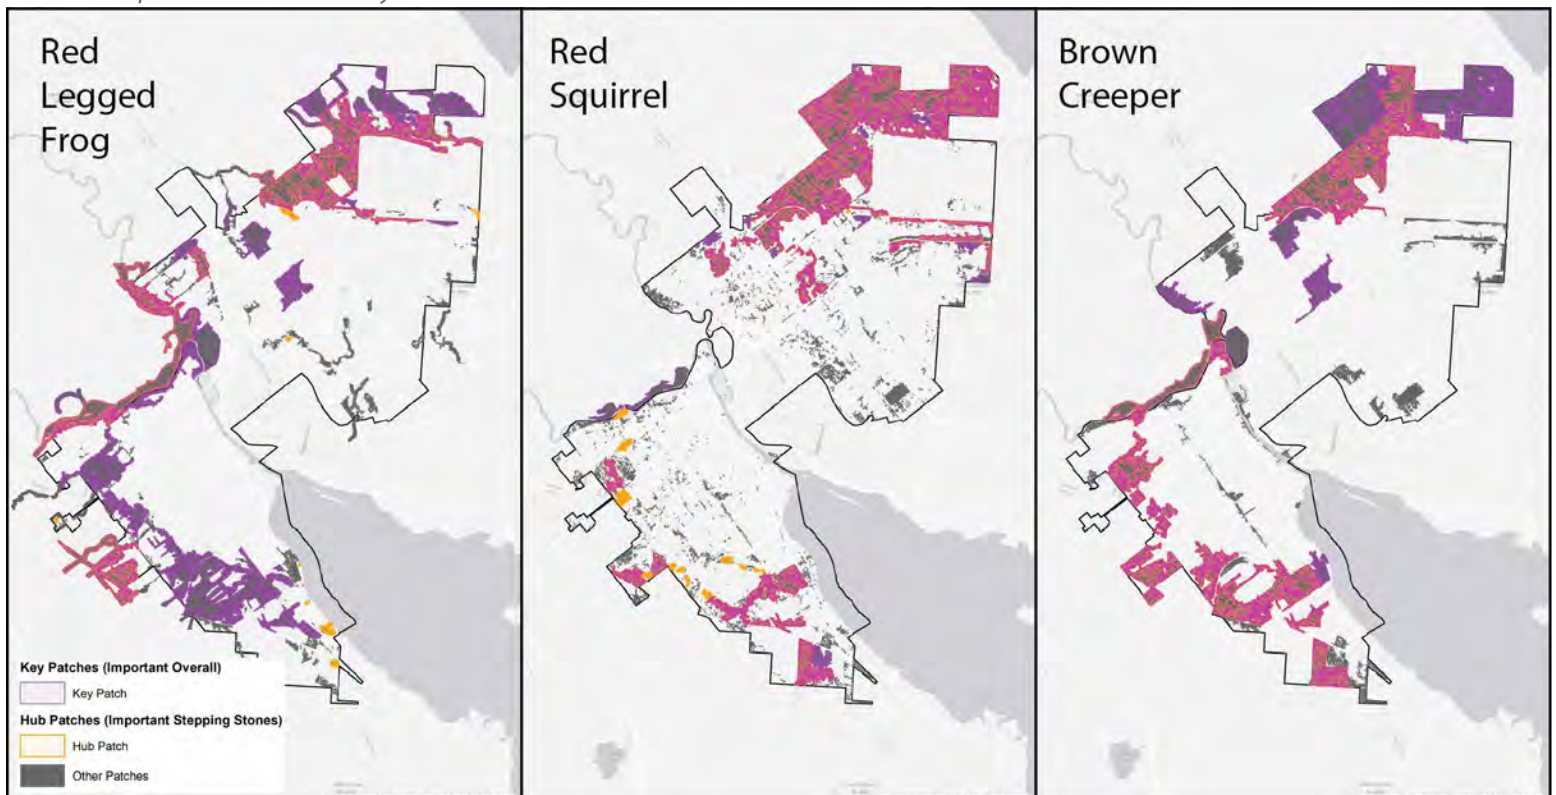 Red
Legged
Frog
Red
Squirrel
Brown
Creeper
Key Patches (Important Overall)
Key Patch
Hub Patches (Important Stepping Stones)
Hub Patch
Other Patches